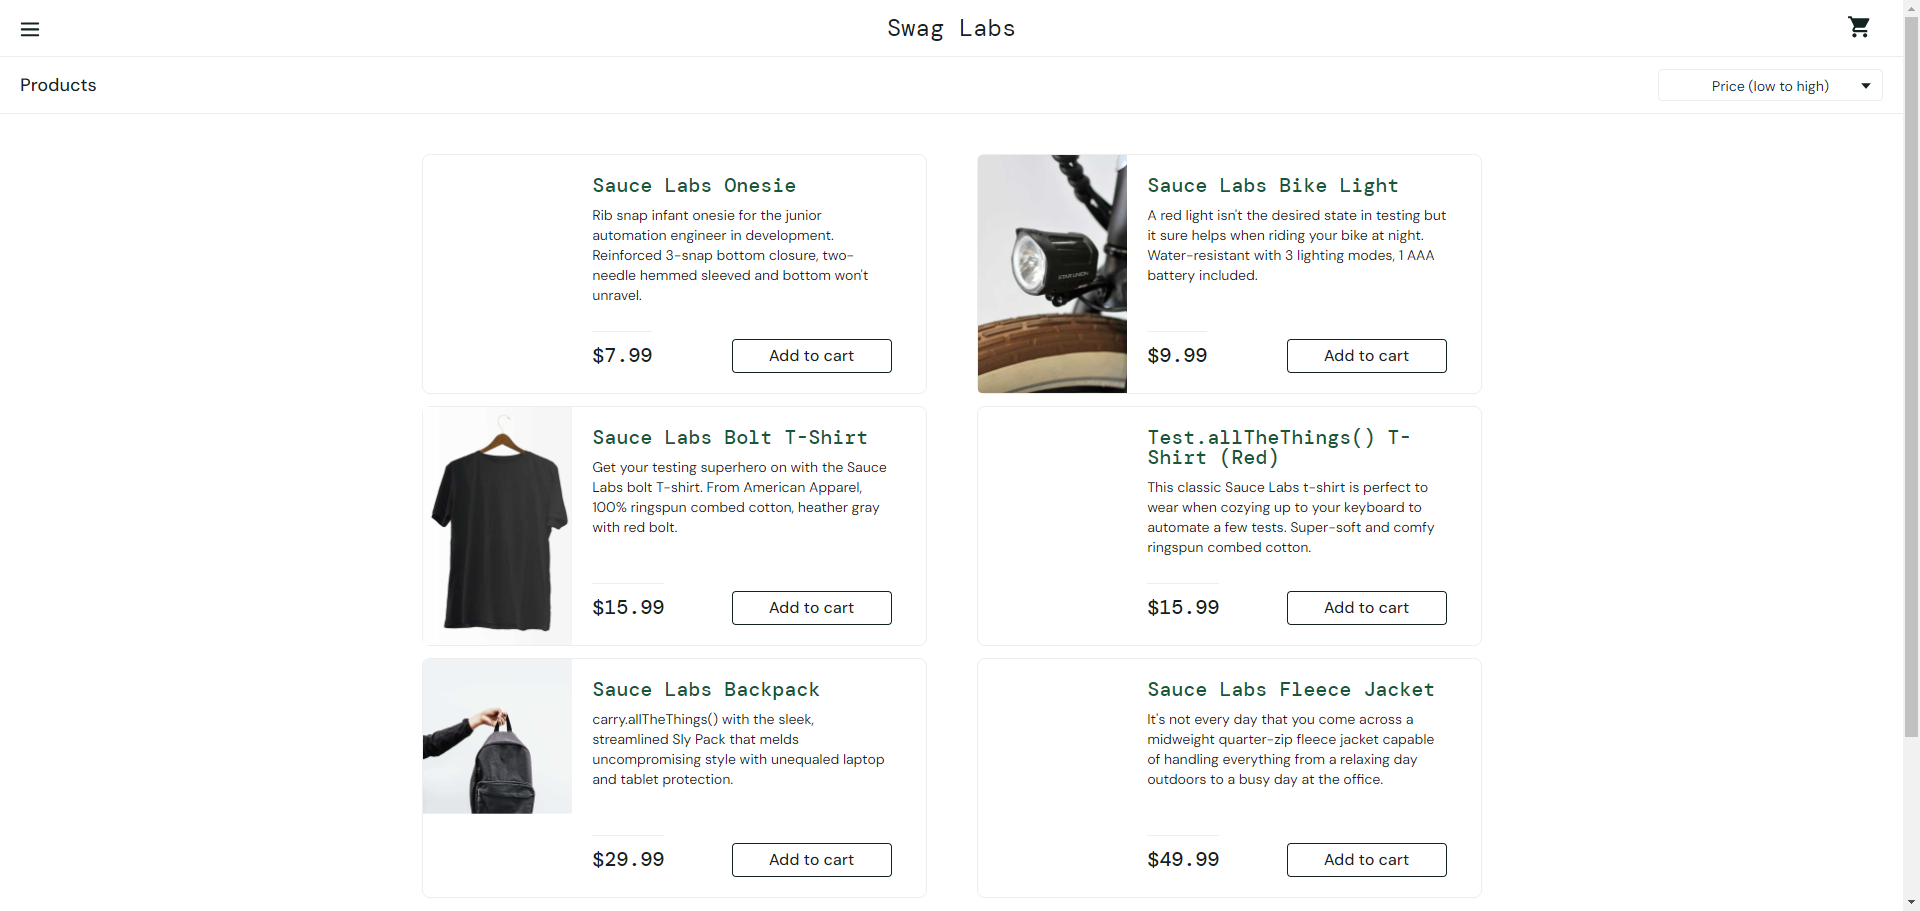 Swag Labs
Products
Price (low to high)
Sauce Labs Onesie
Rib snap infant onesie for the junior
automation engineer in development.
Reinforced 3-snap bottom closure, two-
needle hemmed sleeved and bottom won't
unravel.
$7.99
Add to cart
Sauce Labs Bike Light
A red light isn't the desired state in testing but
it sure helps when riding your bike at night.
Water-resistant with 3 lighting modes, 1 AAA
battery included.
STAR UNION
$9.99
Add to cart
Sauce Labs Bolt T-Shirt
Get your testing superhero on with the Sauce
Labs bolt T-shirt. From American Apparel,
100% ringspun combed cotton, heather gray
with red bolt.
$15.99
Add to cart
Test.allTheThings() T-
Shirt (Red)
This classic Sauce Labs t-shirt is perfect to
wear when cozying up to your keyboard to
automate a few tests. Super-soft and comfy
ringspun combed cotton.
$15.99
Add to cart
Sauce Labs Backpack
carry.allTheThings() with the sleek,
streamlined Sly Pack that melds
uncompromising style with unequaled laptop
and tablet protection.
$29.99
Add to cart
Sauce Labs Fleece Jacket
It's not every day that you come across a
midweight quarter-zip fleece jacket capable
of handling everything from a relaxing day
outdoors to a busy day at the office.
$49.99
Add to cart